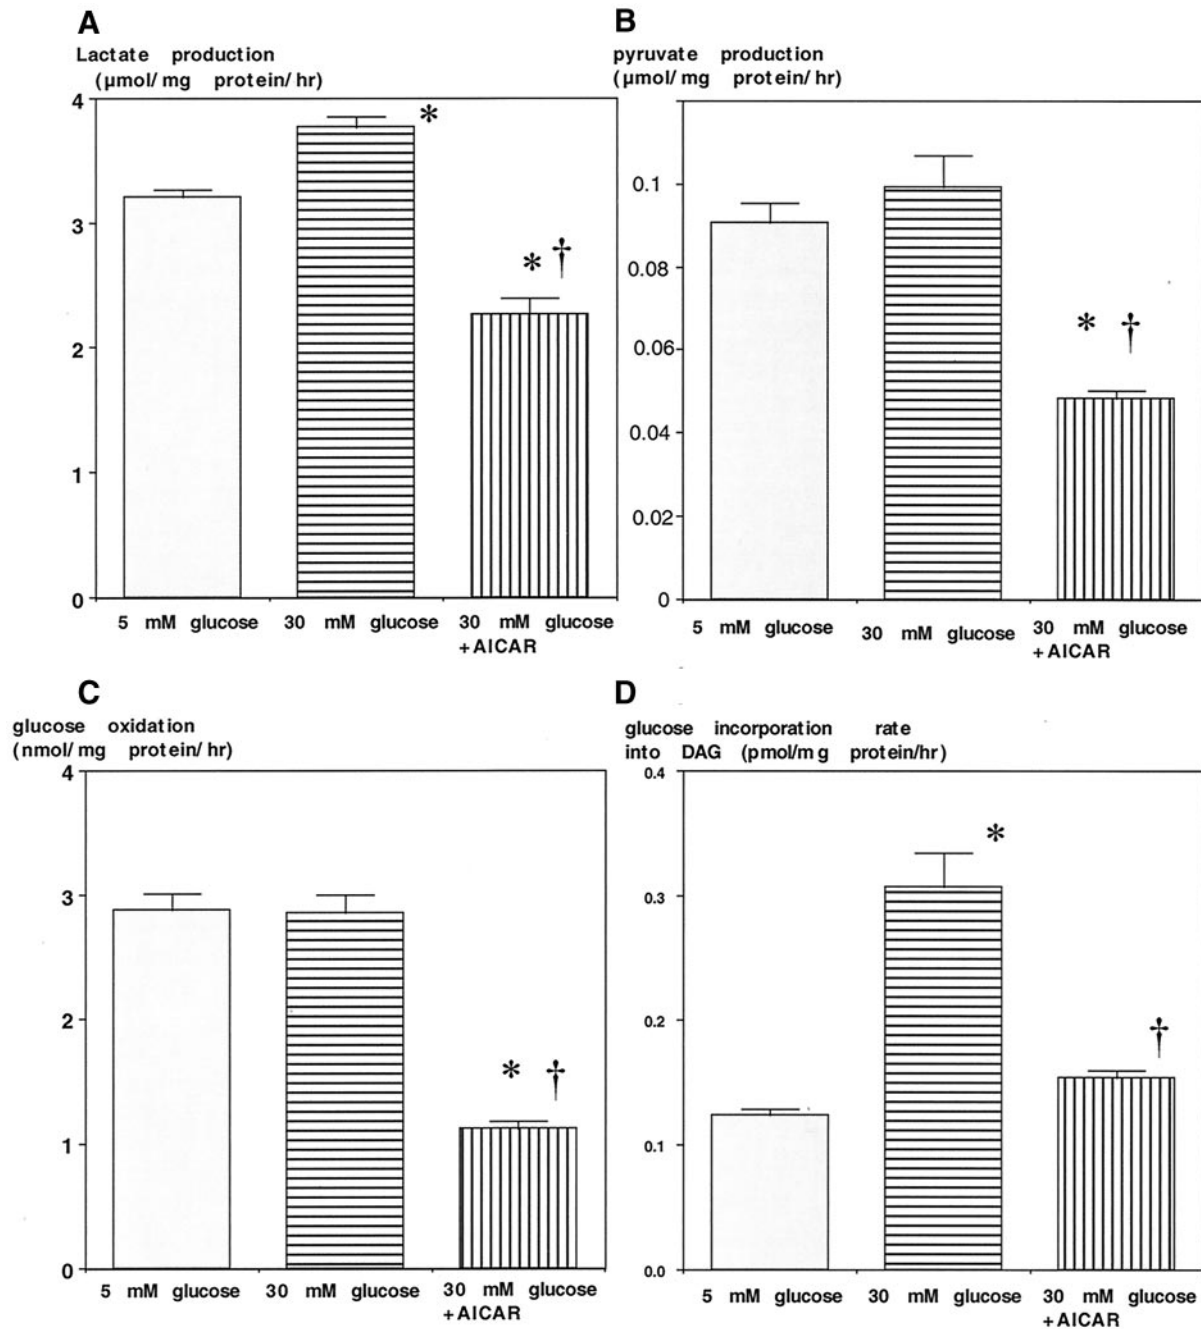 A
Lactate production
(µmol/mg protein/hr)
4
3
2
1
0
*
* †
5 mM glucose
30 mM glucose
30 mM glucose
+AICAR
B
pyruvate production
(µmol/mg protein/hr)
0.1
0.08
0.06
0.04
0.02
0
* †
5 mM glucose
30 mM glucose
30 mM glucose
+AICAR
C
glucose oxidation
(nmol/mg protein/hr)
4
3
2
1
0
* †
5 mM glucose
30 mM glucose
30 mM glucose
+AICAR
D
glucose incorporation rate
into DAG (pmol/mg protein/hr)
0.4
0.3
0.2
0.1
0.0
*
†
5 mM glucose
30 mM glucose
30 mM glucose
+AICAR